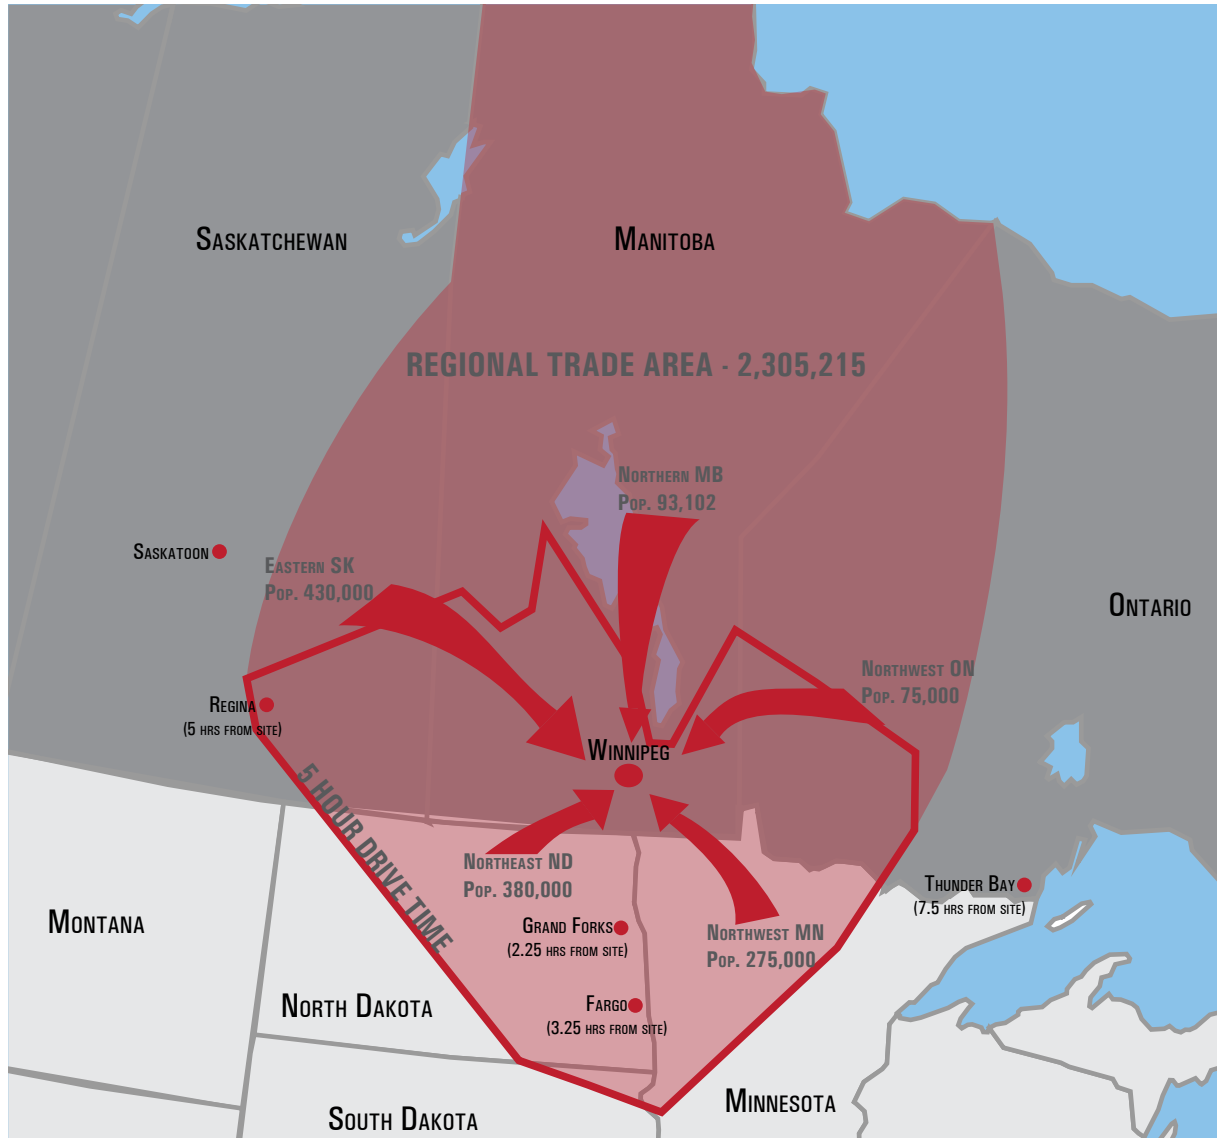 Saskatchewan
Manitoba
REGIONAL TRADE AREA - 2,305,215
Northern MB
Pop. 93,102
Saskatoon
Eastern SK
Pop. 430,000
Ontario
Northwest ON
Pop. 75,000
Regina
(5 hrs from site)
Winnipeg
5 HOUR DRIVE TIME
Northeast ND
Pop. 380,000
Thunder Bay
(7.5 hrs from site)
Montana
Grand Forks
(2.25 hrs from site)
Northwest MN
Pop. 275,000
North Dakota
Fargo
(3.25 hrs from site)
Minnesota
South Dakota